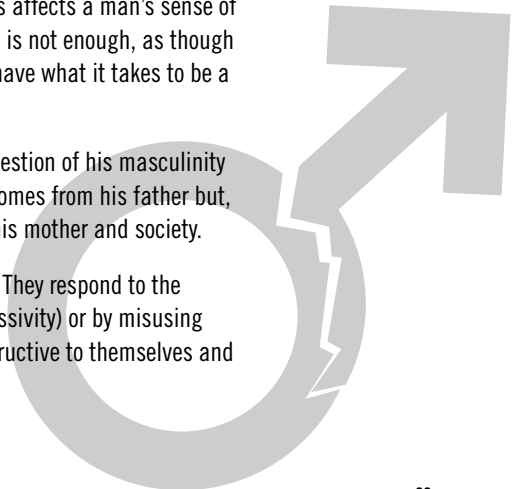 s affects a man's sense of
is not enough, as though
have what it takes to be a
estion of his masculinity
omes from his father but,
his mother and society.
They respond to the
ssivity) or by misusing
ructive to themselves and